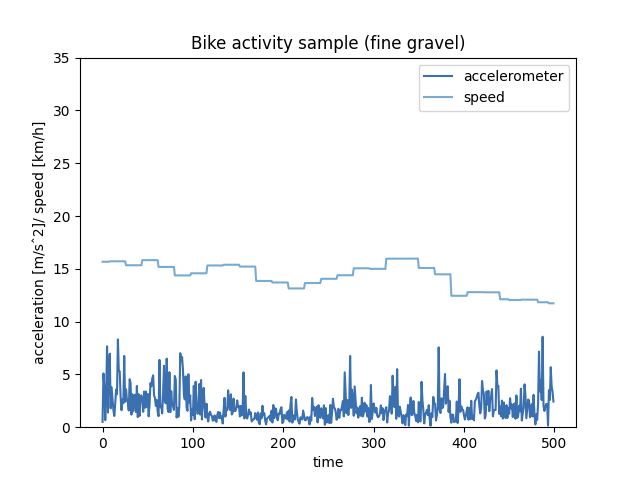 Bike activity sample (fine gravel)
accelerometer
speed
acceleration [m/sˆ2]/ speed [km/h]
35
30
25
20
15
10
5
0
0 100 200 300 400 500
time